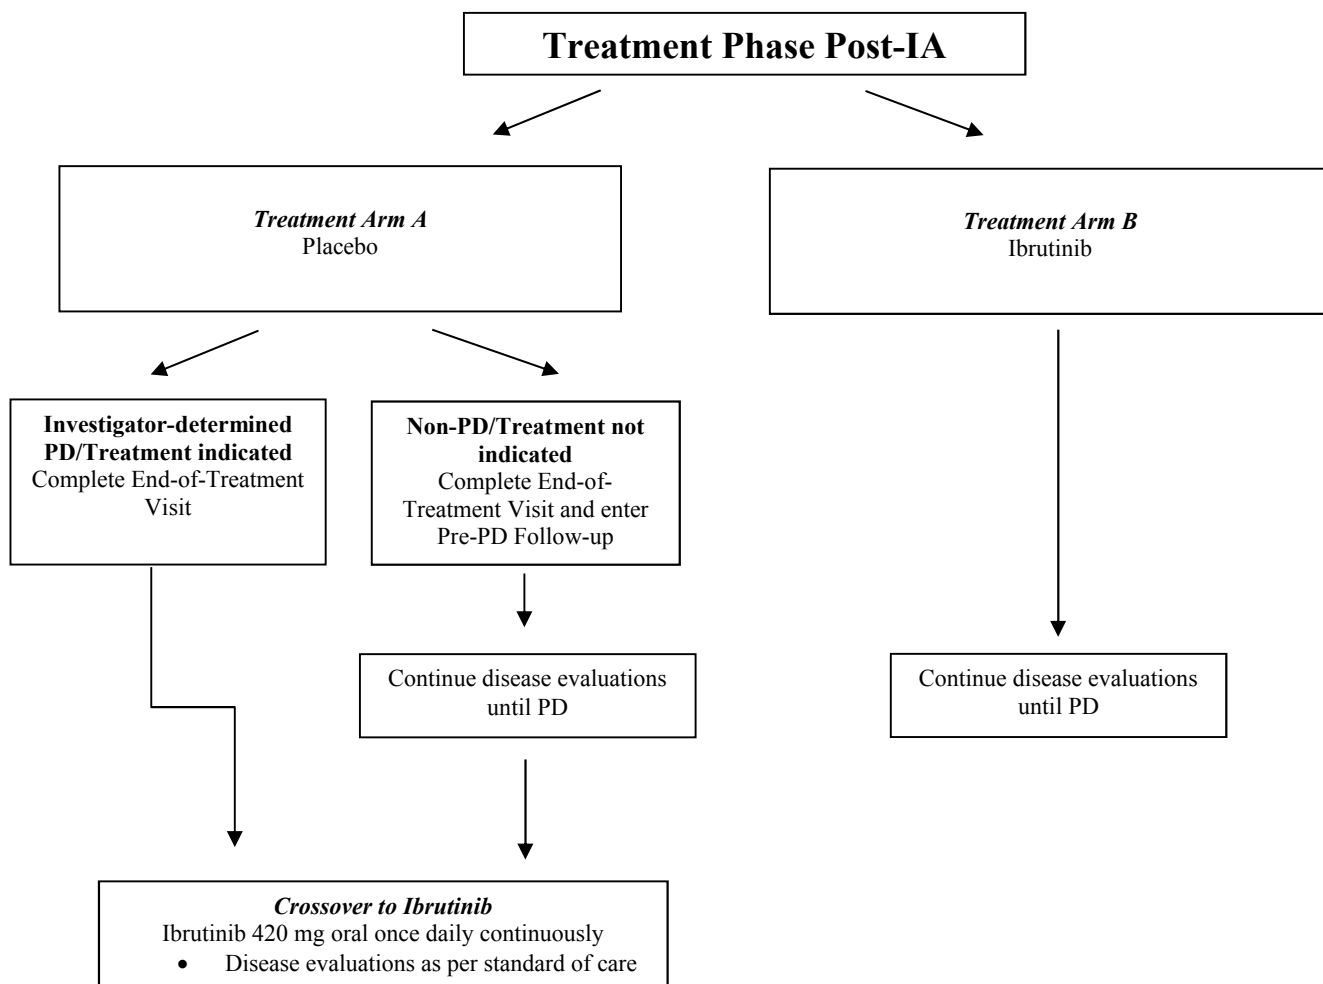 Treatment Phase Post-IA
Treatment Arm A
Placebo
Treatment Arm B
Ibrutinib
Investigator-determined
PD/Treatment indicated
Complete End-of-Treatment
Visit
Non-PD/Treatment not
indicated
Complete End-of-
Treatment Visit and enter
Pre-PD Follow-up
Continue disease evaluations
until PD
Continue disease evaluations
until PD
Crossover to Ibrutinib
Ibrutinib 420 mg oral once daily continuously
• Disease evaluations as per standard of care